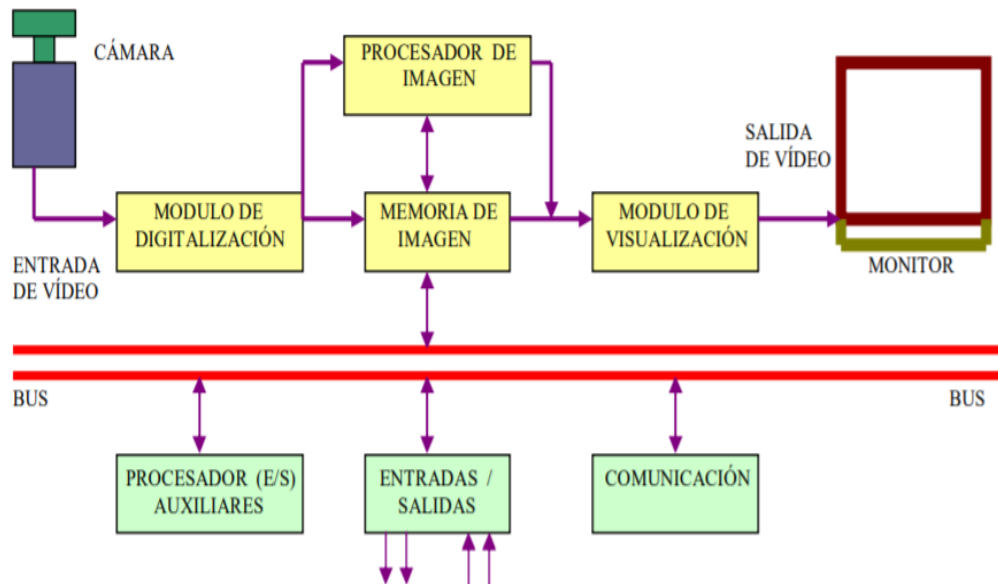 CÁMARA
PROCESADOR DE
IMAGEN
SALIDA
DE VÍDEO
MODULO DE
DIGITALIZACIÓN
MEMORIA DE
IMAGEN
MODULO DE
VISUALIZACIÓN
ENTRADA
DE VÍDEO
MONITOR
BUS
BUS
PROCESADOR (E/S)
AUXILIARES
ENTRADAS /
SALIDAS
COMUNICACIÓN